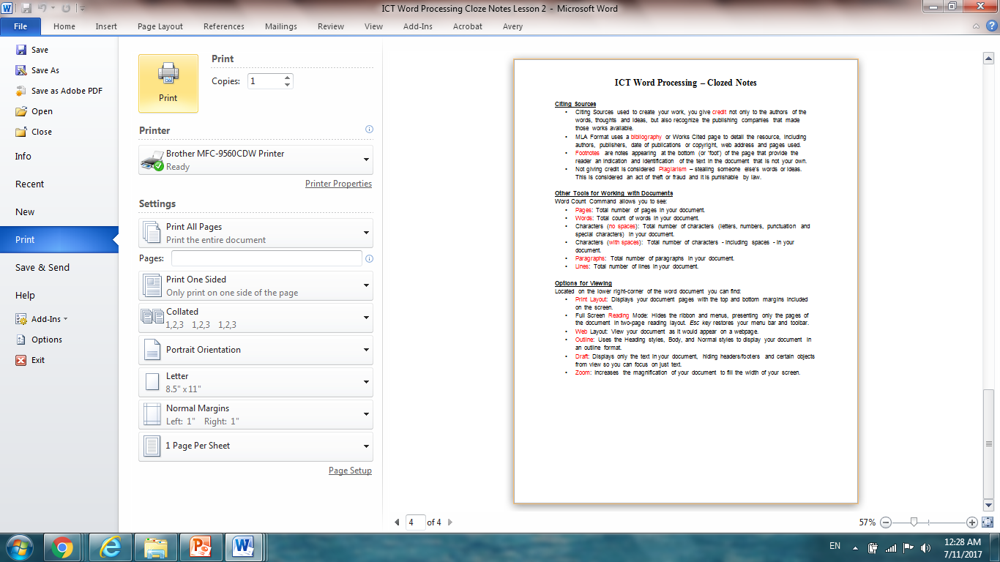 ICT Word Processing Cloze Notes Lesson 2 - Microsoft Word
File Home Insert Page Layout References Mailings Review View Add-Ins Acrobat Avery
Save
Save As
Save as Adobe PDF
Open
Close
Info
Recent
New
Print
Save & Send
Help
Add-Ins
Options
Exit
Print
Print
Copies: 1
Printer
Brother MFC-9560CDW Printer
Ready
Printer Properties
Settings
Print All Pages
Print the entire document
Pages:
Print One Sided
Only print on one side of the page
Collated
1,2,3 1,2,3 1,2,3
Portrait Orientation
Letter
8.5" x 11"
Normal Margins
Left: 1" Right: 1"
1 Page Per Sheet
Page Setup
ICT Word Processing – Clozed Notes
Citing Sources
• Citing Sources used to create your work, you give credit not only to the authors of the
words, thoughts and ideas, but also recognize the publishing companies that made
those works available.
• MLA Format uses a bibliography or Works Cited page to detail the resource, including
authors, publishers, date of publications or copyright, web address and pages used.
• Footnotes are notes appearing at the bottom (or 'foot') of the page that provide the
reader an indication and identification of the text in the document that is not your own.
• Not giving credit is considered Plagiarism – stealing someone else's words or ideas.
This is considered an act of theft or fraud and it is punishable by law.
Other Tools for Working with Documents
Word Count Command allows you to see:
• Pages: Total number of pages in your document.
• Words: Total count of words in your document.
• Characters (no spaces): Total number of characters (letters, numbers, punctuation and
special characters) in your document.
• Characters (with spaces): Total number of characters - including spaces - in your
document.
• Paragraphs: Total number of paragraphs in your document.
• Lines: Total number of lines in your document.
Options for Viewing
Located on the lower right-corner of the word document you can find:
• Print Layout: Displays your document pages with the top and bottom margins included
on the screen.
• Full Screen Reading Mode: Hides the ribbon and menus, presenting only the pages of
the document in two-page reading layout. Esc key restores your menu bar and toolbar.
• Web Layout: View your document as it would appear on a webpage.
• Outline: Uses the Heading styles, Body, and Normal styles to display your document in
an outline format.
• Draft: Displays only the text in your document, hiding headers/footers and certain objects
from view so you can focus on just text.
• Zoom: Increases the magnification of your document to fill the width of your screen.
4 of 4
57%
EN
12:28 AM
7/11/2017